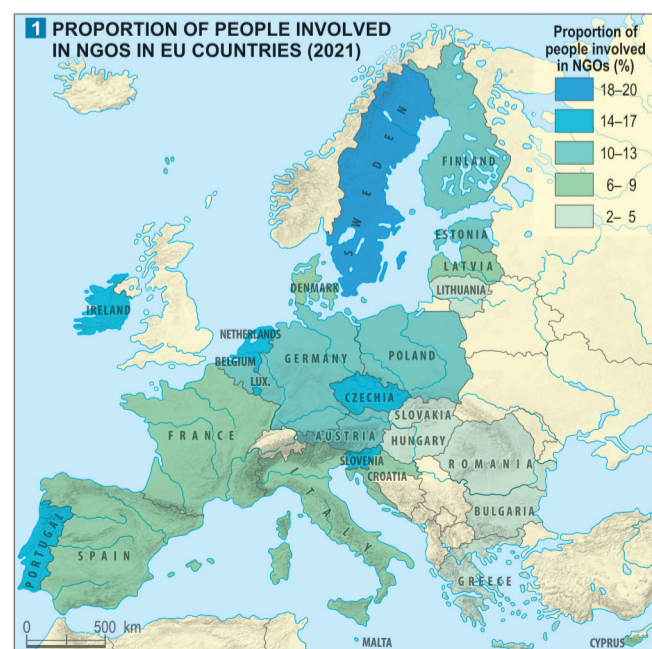 1 PROPORTION OF PEOPLE INVOLVED
IN NGOS IN EU COUNTRIES (2021)
Proportion of
people involved
in NGOs (%)
18–20
14–17
10–13
6– 9
2– 5
SWEDEN
FINLAND
ESTONIA
LATVIA
LITHUANIA
DENMARK
IRELAND
NETHERLANDS
BELGIUM
GERMANY
POLAND
LUX.
CZECHIA
SLOVAKIA
FRANCE
AUSTRIA
HUNGARY
SLOVENIA
ROMANIA
CROATIA
ITALY
BULGARIA
PORTUGAL
SPAIN
GREECE
0 500 km
MALTA
CYPRUS